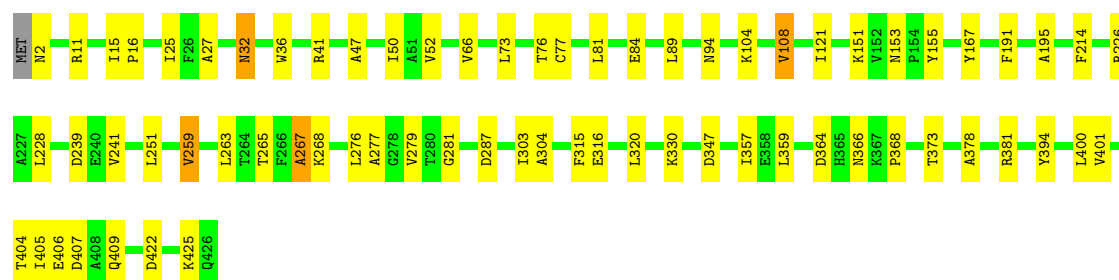 MET N2 R11 I15 P16 I25 F26 A27 N32 W36 R41 A47 I50 A51 V52 V66 L73 T76 C77 L81 E84 L89 N94 K104 V108 I121 K151 V152 N153 P154 Y155 Y167 F191 A195 F214
A227 L228 D239 E240 V241 L251 V259 L263 T264 T265 F266 A267 K268 L276 A277 G278 V279 T280 G281 D287 I303 A304 F315 E316 L320 K330 D347 I357 E358 L359 D364 H365 N366 K367 P368 T373 A378 R381 Y394 L400 V401
T404 I405 E406 D407 A408 Q409 D422 K425 Q426